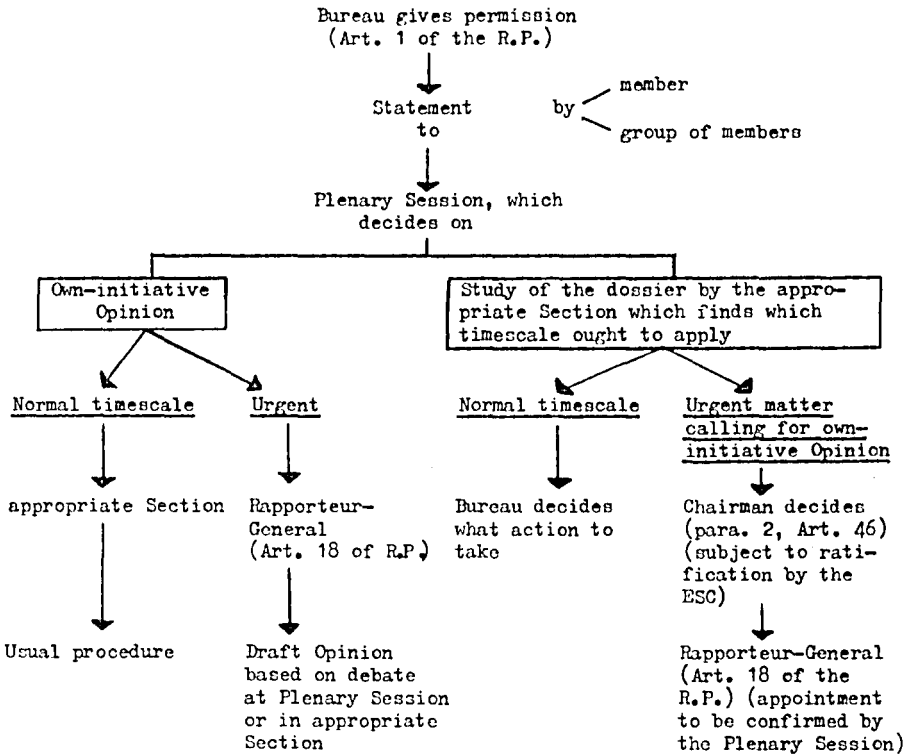 Bureau gives permission
(Art. 1 of the R.P.)
Statement
to
by
member
group of members
Plenary Session, which
decides on
Own-initiative
Opinion
Study of the dossier by the appro-
priate Section which finds which
timescale ought to apply
Normal timescale
Urgent
Normal timescale
Urgent matter
calling for own-
initiative Opinion
appropriate Section
Rapporteur-
General
(Art. 18 of R.P.)
Bureau decides
what action to
take
Chairman decides
(para. 2, Art. 46)
(subject to rati-
fication by the
ESC)
Usual procedure
Draft Opinion
based on debate
at Plenary Session
or in appropriate
Section
Rapporteur-General
(Art. 18 of the
R.P.) (appointment
to be confirmed by
the Plenary Session)